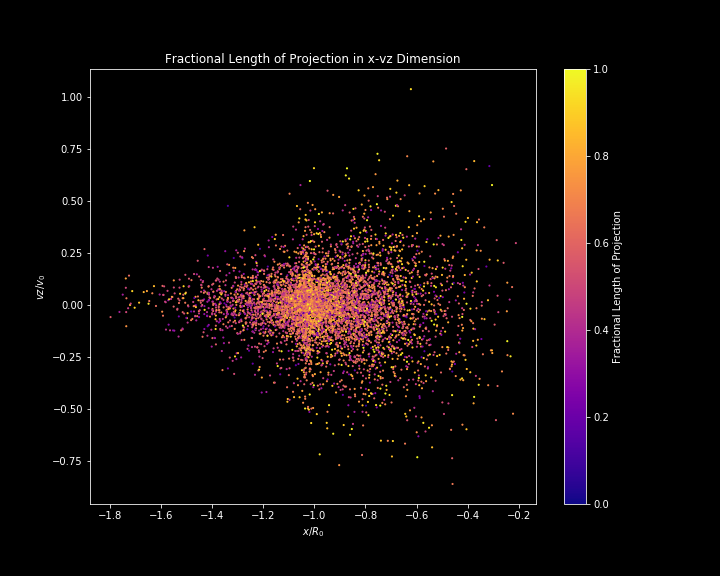 Fractional Length of Projection in x-vz Dimension
1.00
0.75
0.50
0.25
0.00
−0.25
−0.50
−0.75
vz/v₀
−1.8 −1.6 −1.4 −1.2 −1.0 −0.8 −0.6 −0.4 −0.2
x/R₀
1.0
0.8
0.6
0.4
0.2
0.0
Fractional Length of Projection